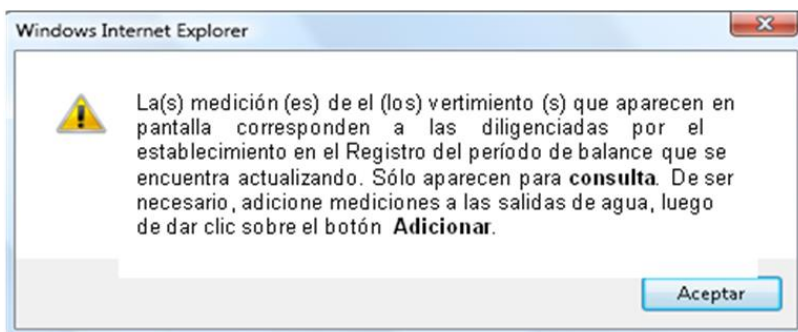 Windows Internet Explorer
La(s) medición (es) de el (los) vertimiento (s) que aparecen en
pantalla corresponden a las diligenciadas por el
establecimiento en el Registro del período de balance que se
encuentra actualizando. Sólo aparecen para consulta. De ser
necesario, adicione mediciones a las salidas de agua, luego
de dar clic sobre el botón Adicionar.
Aceptar